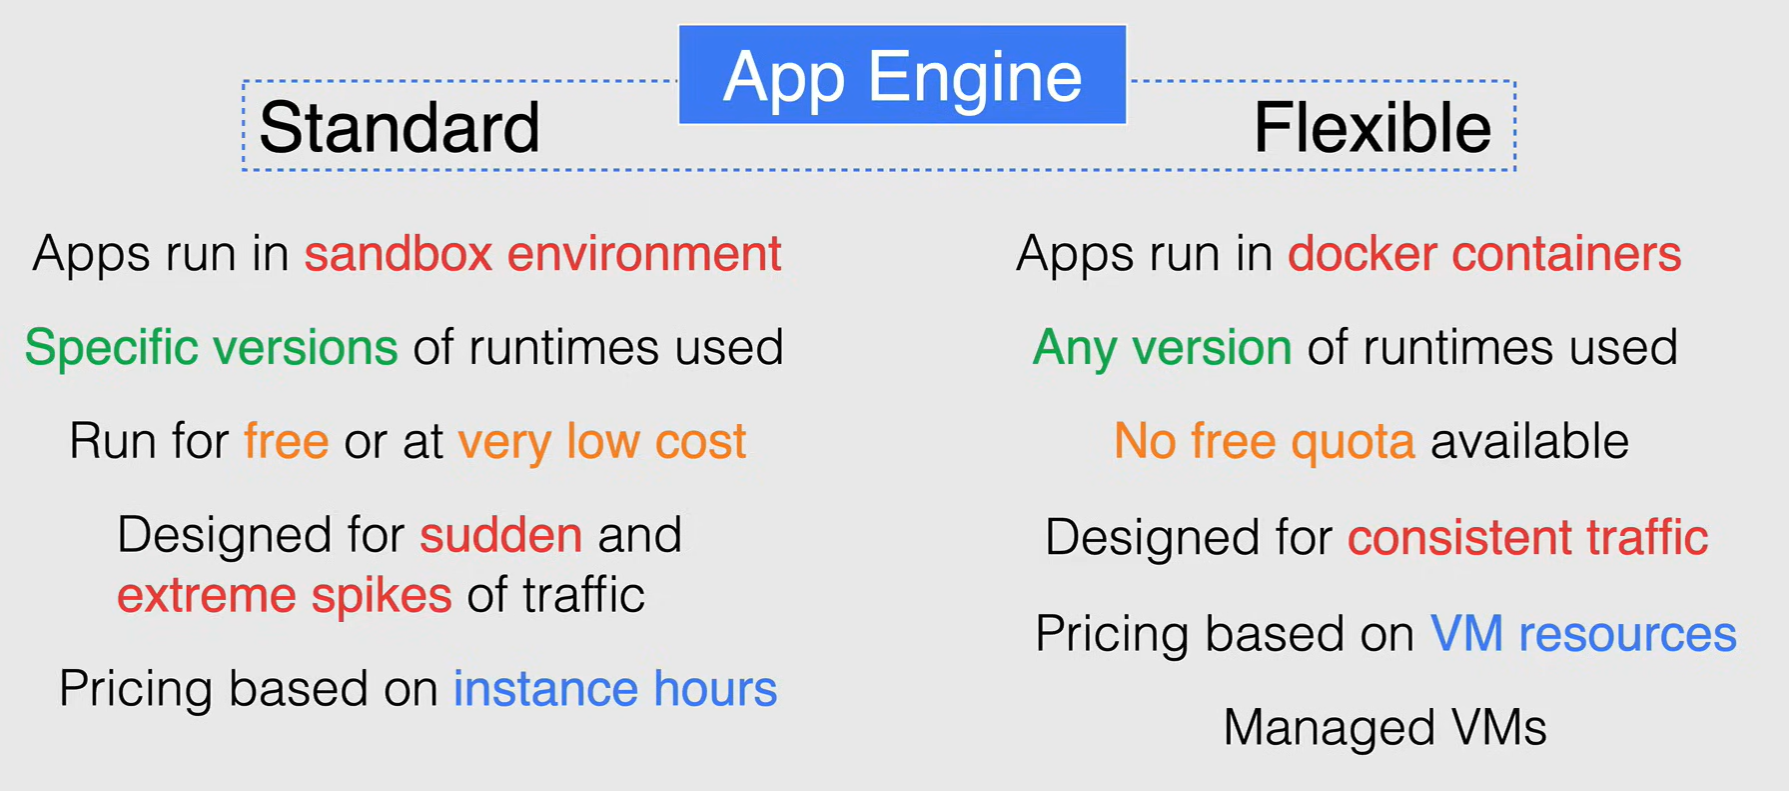 App Engine
Standard
Flexible
Apps run in sandbox environment
Specific versions of runtimes used
Run for free or at very low cost
Designed for sudden and
extreme spikes of traffic
Pricing based on instance hours
Apps run in docker containers
Any version of runtimes used
No free quota available
Designed for consistent traffic
Pricing based on VM resources
Managed VMs